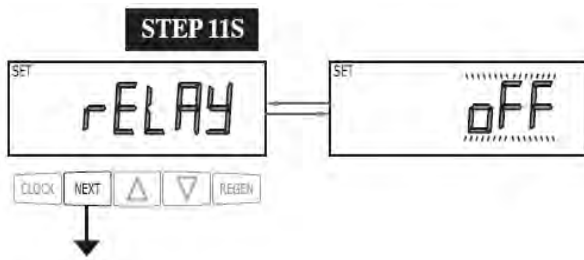 STEP 11S
SET
rELAY
SET
oFF
CLOCK NEXT REGEN